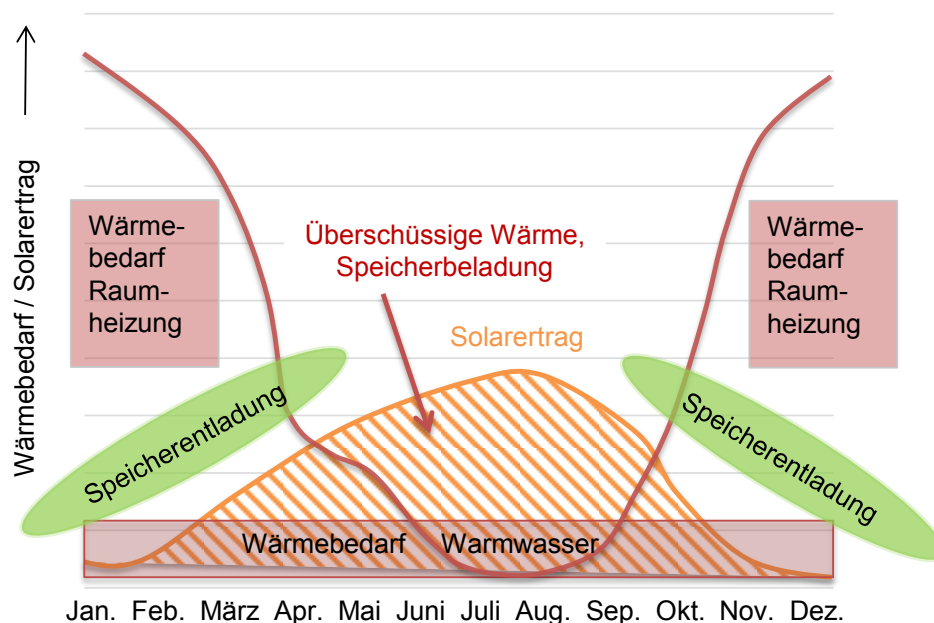 Wärmebedarf / Solarertrag
Wärme-
bedarf
Raum-
heizung
Überschüssige Wärme,
Speicherbeladung
Solarertrag
Wärme-
bedarf
Raum-
heizung
Speicherentladung
Speicherentladung
Wärmebedarf Warmwasser
Jan. Feb. März Apr. Mai Juni Juli Aug. Sep. Okt. Nov. Dez.